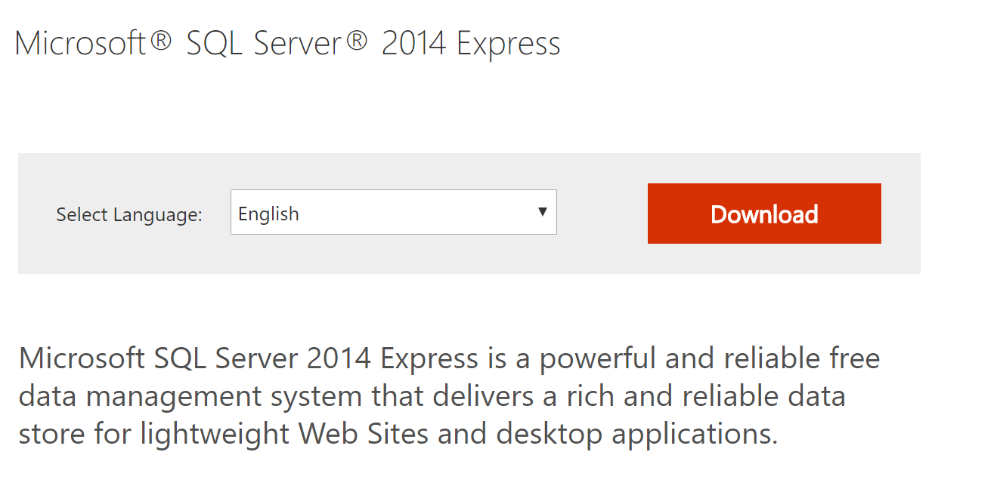 Microsoft® SQL Server® 2014 Express
Select Language:
English
Download
Microsoft SQL Server 2014 Express is a powerful and reliable free
data management system that delivers a rich and reliable data
store for lightweight Web Sites and desktop applications.